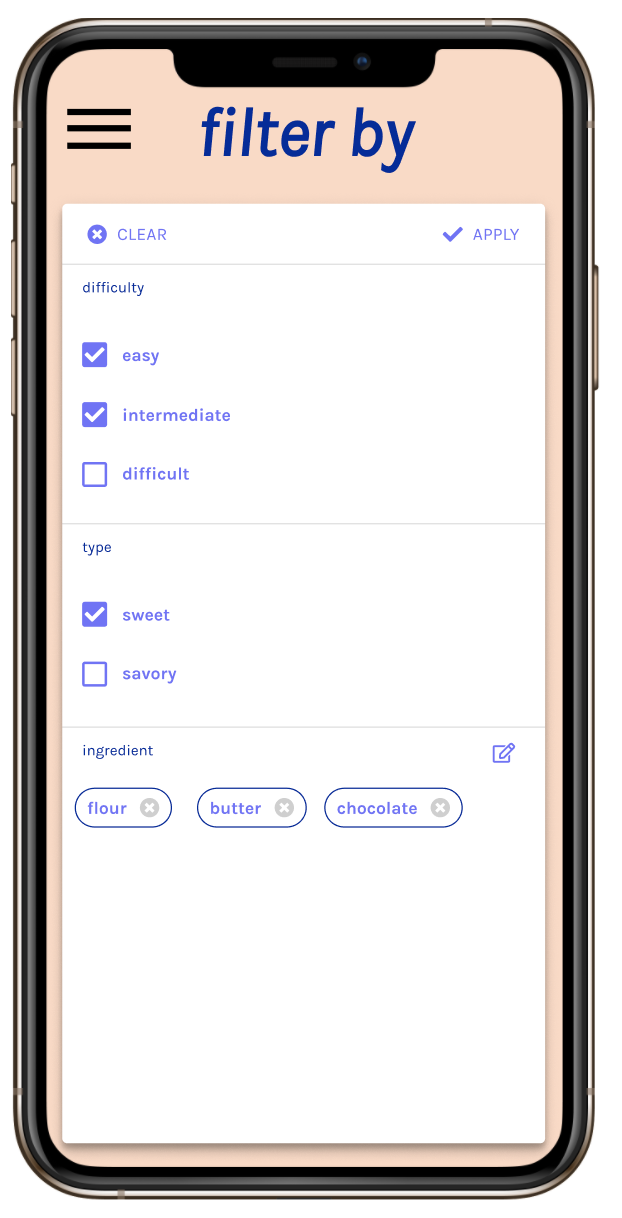 filter by
CLEAR APPLY
difficulty
easy
intermediate
difficult
type
sweet
savory
ingredient
flour butter chocolate